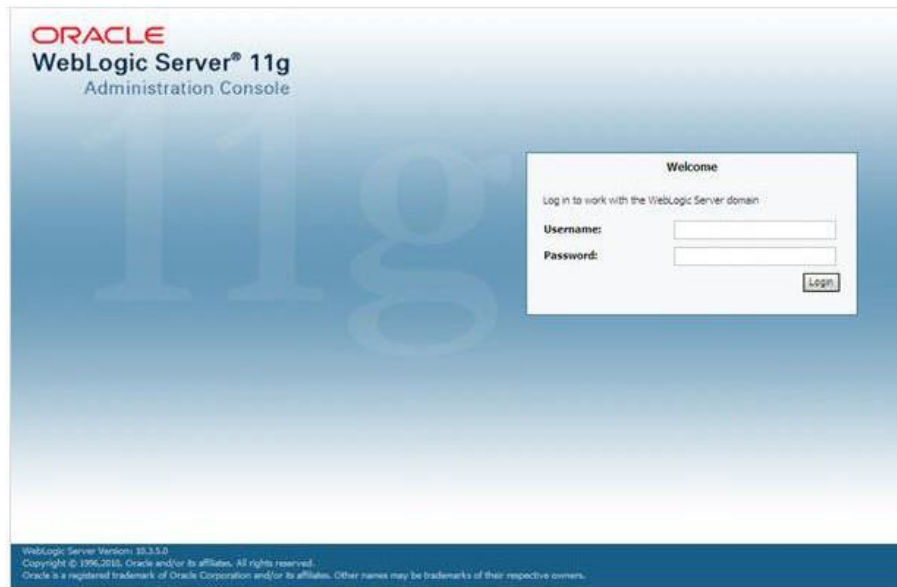 ORACLE
WebLogic Server® 11g
Administration Console
11g
Welcome
Log in to work with the WebLogic Server domain
Username:
Password:
Login
WebLogic Server Version: 10.3.5.0
Copyright © 1996,2010, Oracle and/or its affiliates. All rights reserved.
Oracle is a registered trademark of Oracle Corporation and/or its affiliates. Other names may be trademarks of their respective owners.